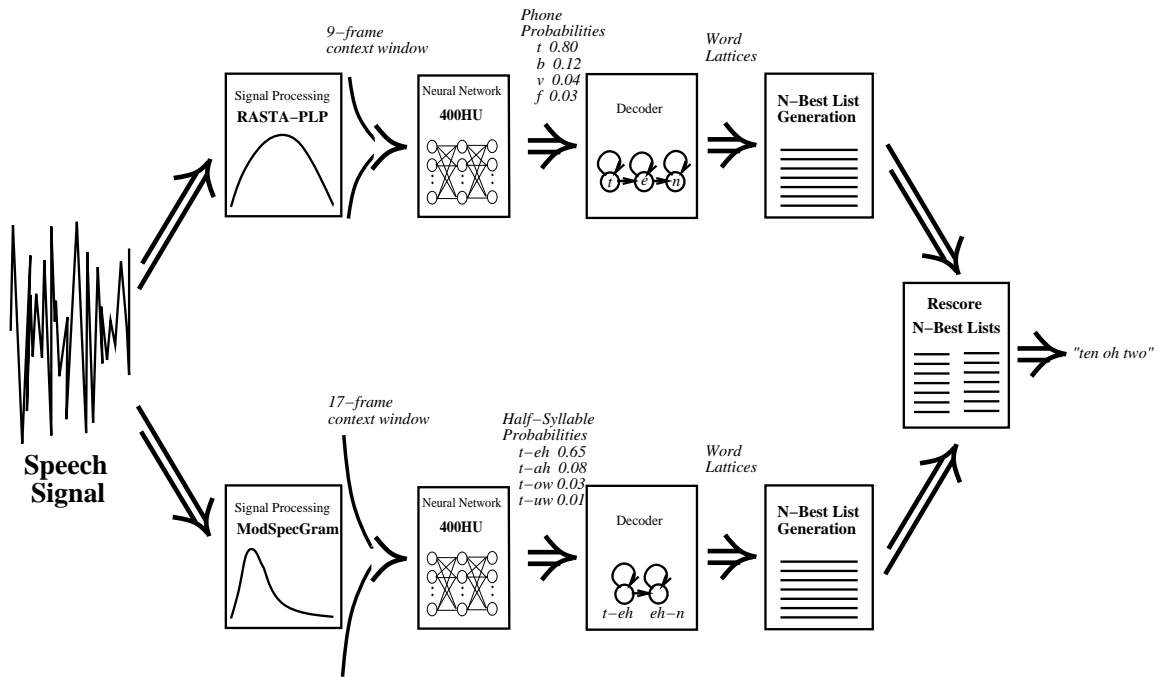 9−frame
context window
Phone
Probabilities
t 0.80
b 0.12
v 0.04
f 0.03
Word
Lattices
Signal Processing
RASTA−PLP
Neural Network
400HU
Decoder
t e n
N−Best List
Generation
Speech
Signal
Rescore
N−Best Lists
"ten oh two"
17−frame
context window
Half−Syllable
Probabilities
t−eh 0.65
t−ah 0.08
t−ow 0.03
t−uw 0.01
Word
Lattices
Signal Processing
ModSpecGram
Neural Network
400HU
Decoder
t−eh eh−n
N−Best List
Generation